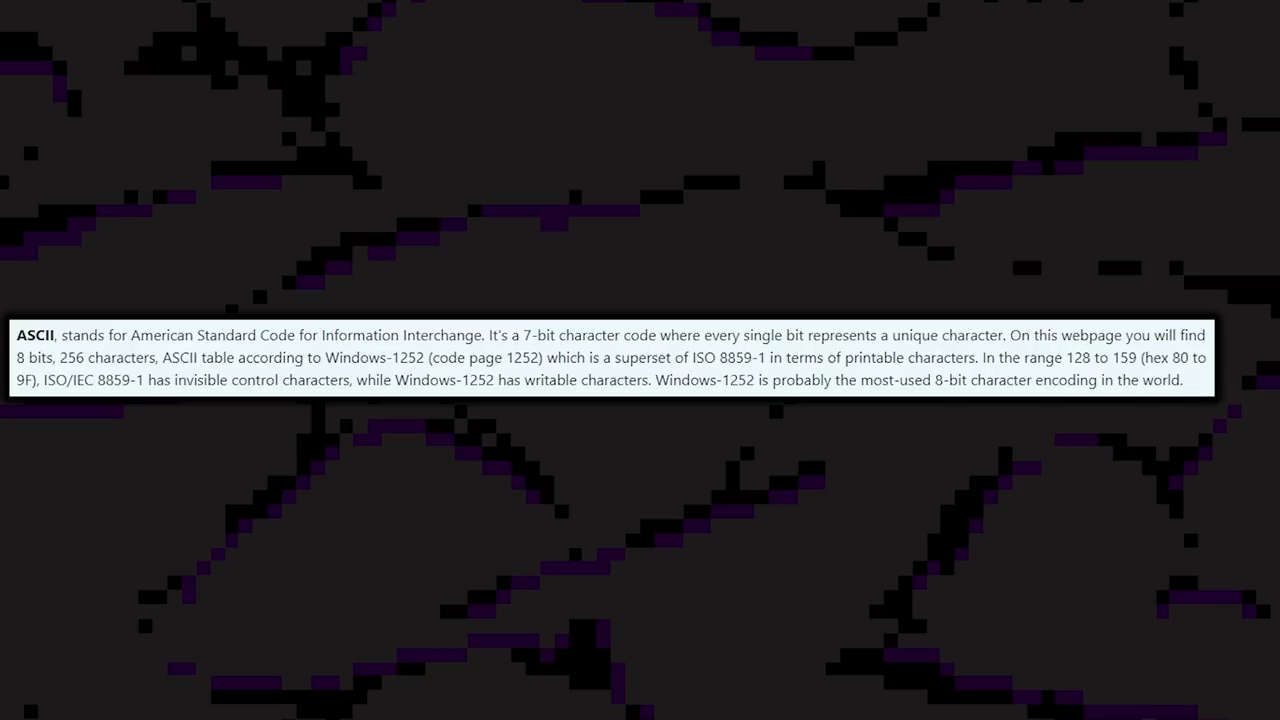 ASCII, stands for American Standard Code for Information Interchange. It's a 7-bit character code where every single bit represents a unique character. On this webpage you will find
8 bits, 256 characters, ASCII table according to Windows-1252 (code page 1252) which is a superset of ISO 8859-1 in terms of printable characters. In the range 128 to 159 (hex 80 to
9F), ISO/IEC 8859-1 has invisible control characters, while Windows-1252 has writable characters. Windows-1252 is probably the most-used 8-bit character encoding in the world.